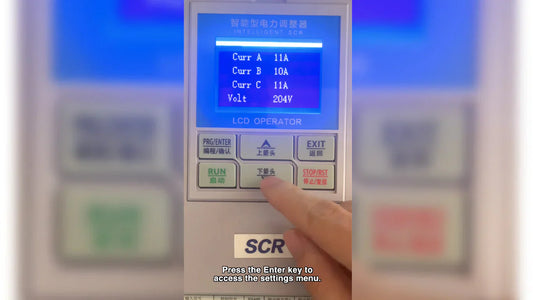 智能型电力调整器
INTELLIGENT SCR
Curr A 11A
Curr B 10A
Curr C 11A
Volt 204V
LCD OPERATOR
PRG/ENTER
编程/确认
上箭头
EXIT
返回
RUN
启动
下箭头
STOP/RST
停止/复位
SCR
Press the Enter key to
access the settings menu.